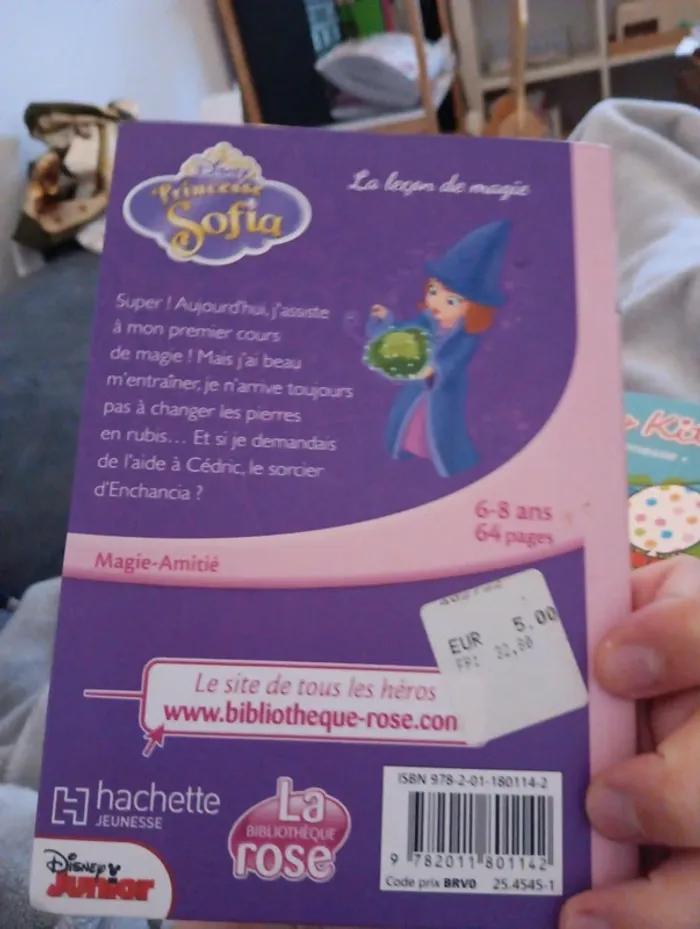 Disney
Princesse
Sofia
La leçon de magie
Super ! Aujourd'hui, j'assiste
à mon premier cours
de magie ! Mais j'ai beau
m'entraîner, je n'arrive toujours
pas à changer les pierres
en rubis... Et si je demandais
de l'aide à Cédric, le sorcier
d'Enchancia ?
6-8 ans
64 pages
Magie-Amitié
EUR 5.00
FR: 32,80
Le site de tous les héros
www.bibliotheque-rose.con
hachette
JEUNESSE
La
BIBLIOTHÈQUE
rose
Disney
Junior
ISBN 978-2-01-180114-2
9 782011 801142
Code prix BRV0 25.4545-1